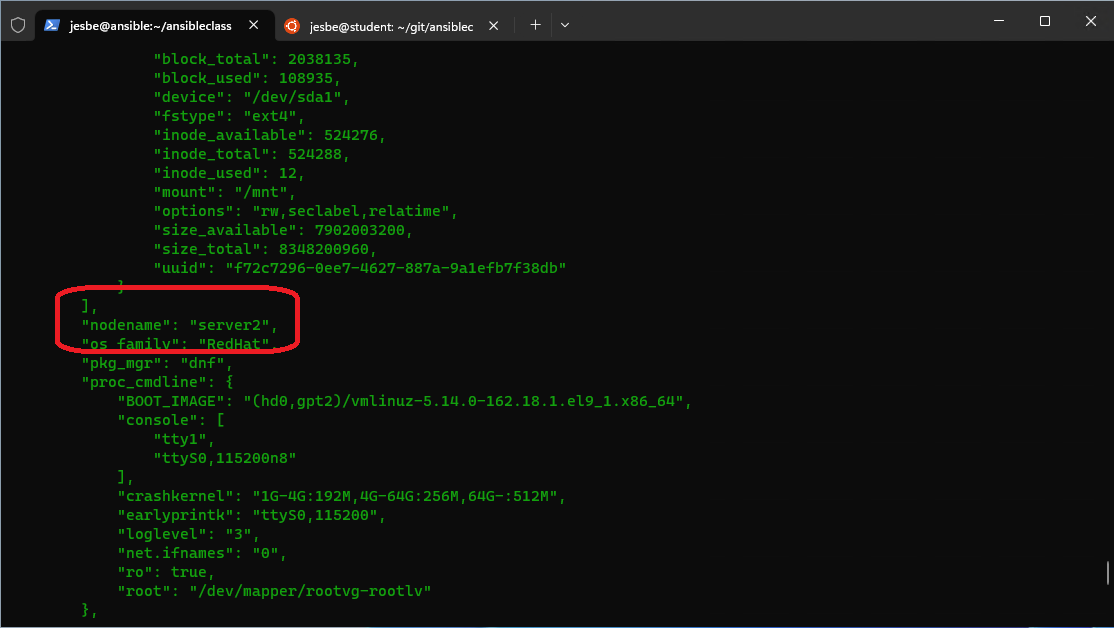 jesbe@ansible:~/ansibleclass
jesbe@student: ~/git/ansiblec
"block_total": 2038135,
"block_used": 108935,
"device": "/dev/sda1",
"fstype": "ext4",
"inode_available": 524276,
"inode_total": 524288,
"inode_used": 12,
"mount": "/mnt",
"options": "rw,seclabel,relatime",
"size_available": 7902003200,
"size_total": 8348200960,
"uuid": "f72c7296-0ee7-4627-887a-9a1efb7f38db"
}
],
"nodename": "server2",
"os_family": "RedHat",
"pkg_mgr": "dnf",
"proc_cmdline": {
"BOOT_IMAGE": "(hd0,gpt2)/vmlinuz-5.14.0-162.18.1.el9_1.x86_64",
"console": [
"tty1",
"ttyS0,115200n8"
],
"crashkernel": "1G-4G:192M,4G-64G:256M,64G-:512M",
"earlyprintk": "ttyS0,115200",
"loglevel": "3",
"net.ifnames": "0",
"ro": true,
"root": "/dev/mapper/rootvg-rootlv"
},